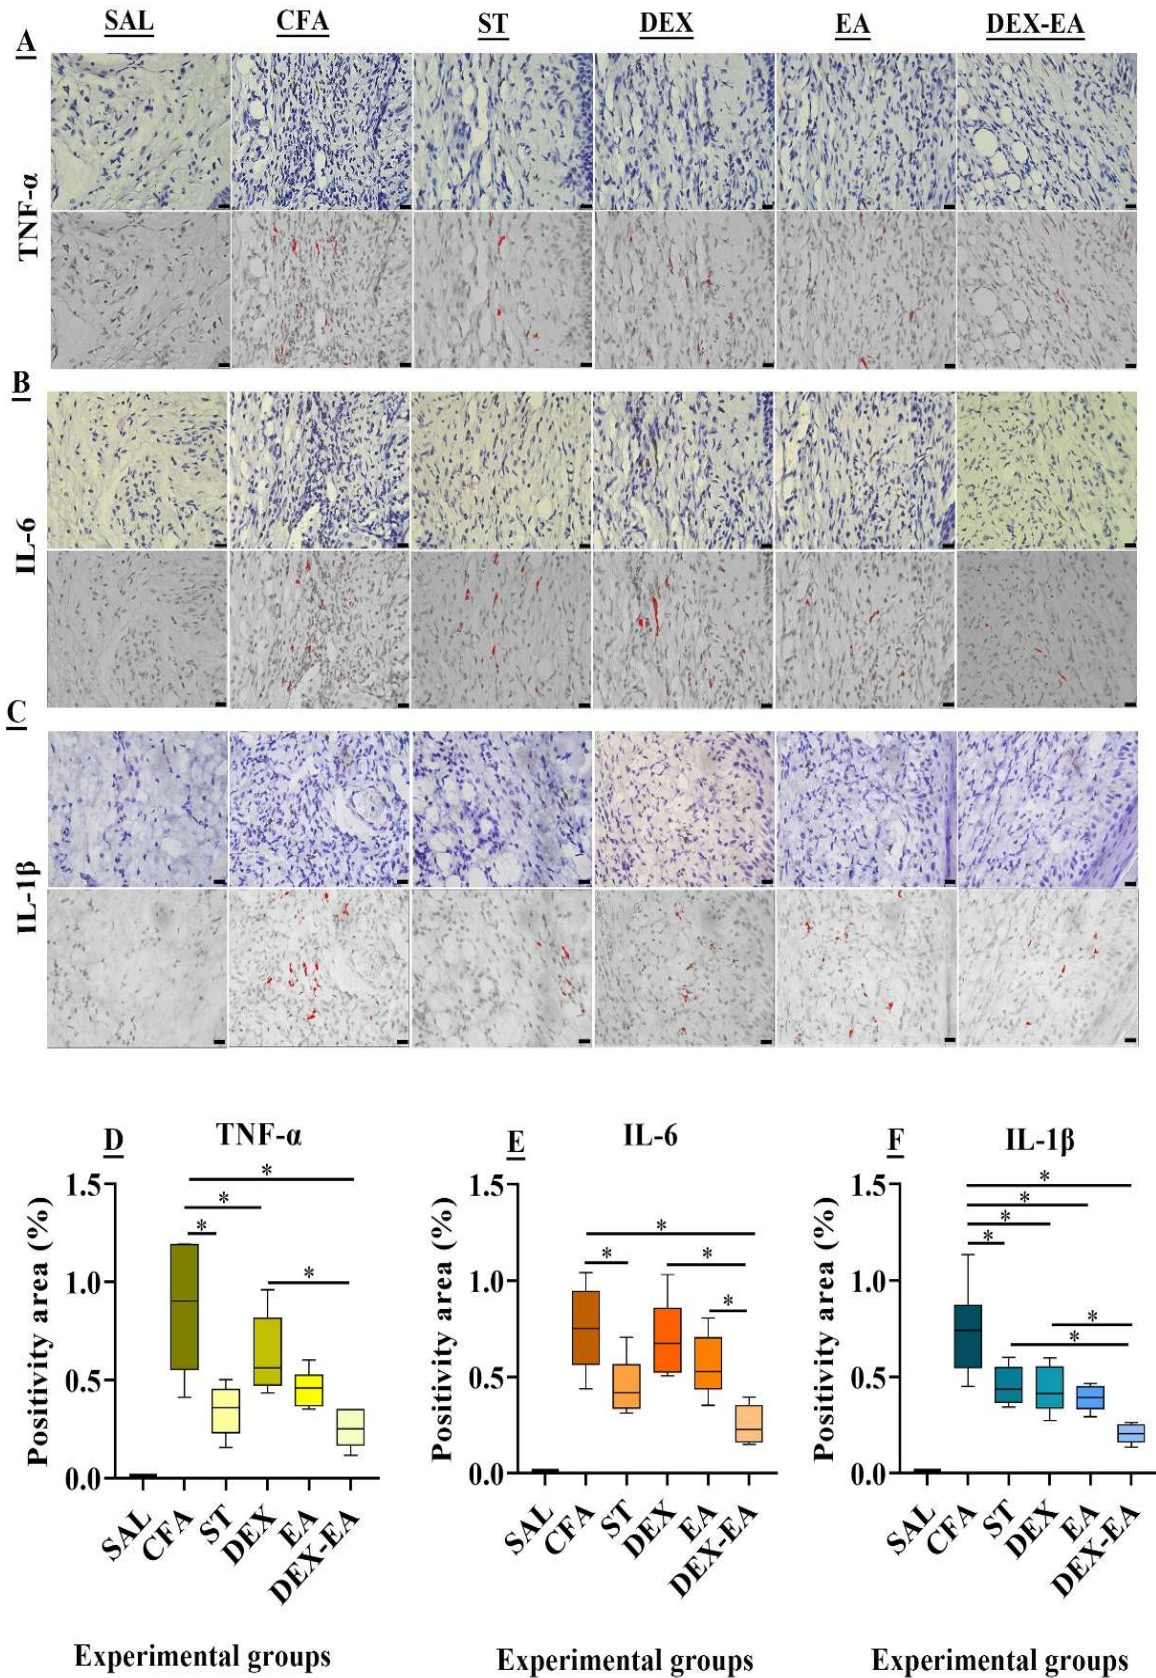 SAL CFA ST DEX EA DEX-EA
A
TNF-α
B
IL-6
C
IL-1β
D TNF-α
Positivity area (%)
1.5
1.0
0.5
0.0
* * * *
SAL CFA ST DEX EA DEX-EA
Experimental groups
E IL-6
Positivity area (%)
1.5
1.0
0.5
0.0
* * * *
SAL CFA ST DEX EA DEX-EA
Experimental groups
F IL-1β
Positivity area (%)
1.5
1.0
0.5
0.0
* * * * * *
SAL CFA ST DEX EA DEX-EA
Experimental groups